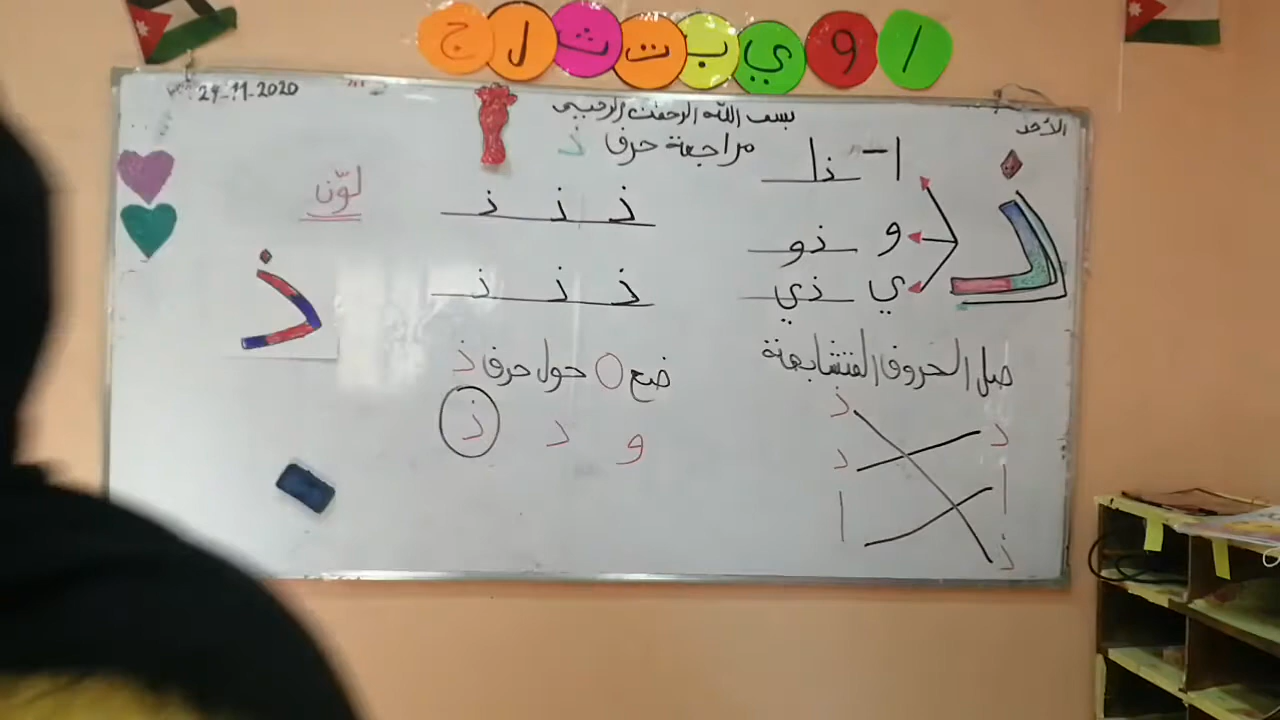 ا و ي ب ت ث ل ج
الأحد
29-11-2020
بسم الله الرحمن الرحيم
مراجعة حرف ذ
ذ
ا - ذا
و ذو
ي ذي
ذ ذ ذ
ذ ذ ذ
لوّن
ذ
صل الحروف المتشابهة
د ذ
ا د
ذ ا
ضع O حول حرف ذ
و د ذ